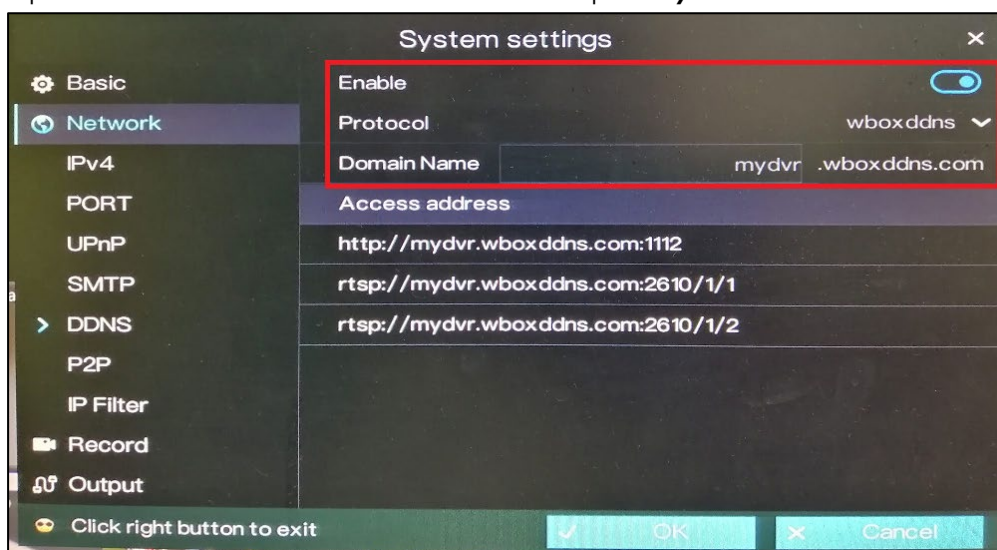 System settings
Basic
Enable
Network
Protocol
wboxddns
IPv4
Domain Name
mydvr .wboxddns.com
PORT
Access address
UPnP
http://mydvr.wboxddns.com:1112
SMTP
rtsp://mydvr.wboxddns.com:2610/1/1
DDNS
rtsp://mydvr.wboxddns.com:2610/1/2
P2P
IP Filter
Record
Output
Click right button to exit
OK
Cancel